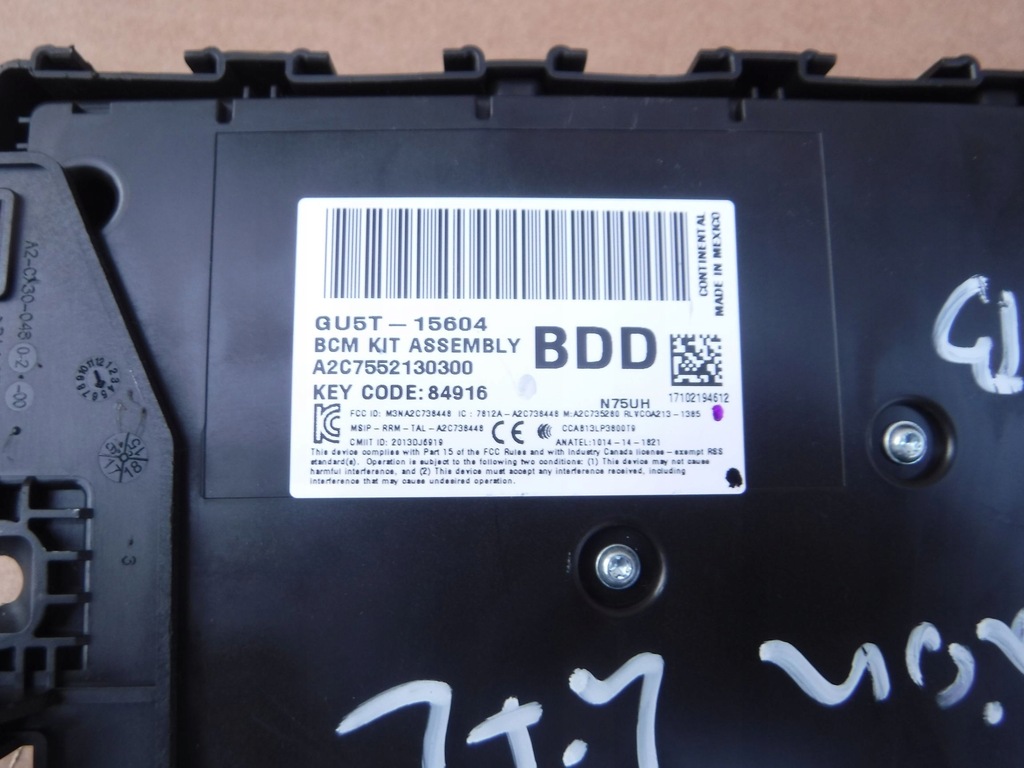 CONTINENTAL
MADE IN MEXICO
GU5T-15604
BCM KIT ASSEMBLY
BDD
A2C7552130300
KEY CODE: 84916
N75UH
17102194612
FCC ID: M3NA2C738448 IC: 7812A-A2C738448 M:A2C735280 RLVCOA213-1385
MSIP-RRM-TAL-A2C738448
CE
CCAB13LP3800T9
CMIIT ID: 2013DJ6919
ANATEL:1014-14-1821
This device complies with Part 15 of the FCC Rules and with Industry Canada license-exempt RSS
standard(s). Operation is subject to the following two conditions: (1) This device may not cause
harmful interference, and (2) This device must accept any interference received, including
interference that may cause undesired operation.
3